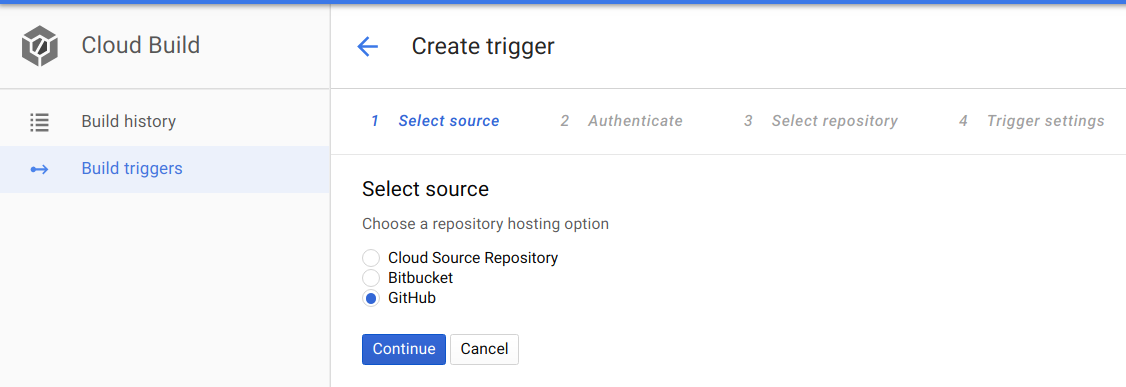 Cloud Build
Create trigger
Build history
Build triggers
1 Select source 2 Authenticate 3 Select repository 4 Trigger settings
Select source
Choose a repository hosting option
Cloud Source Repository
Bitbucket
GitHub
Continue Cancel